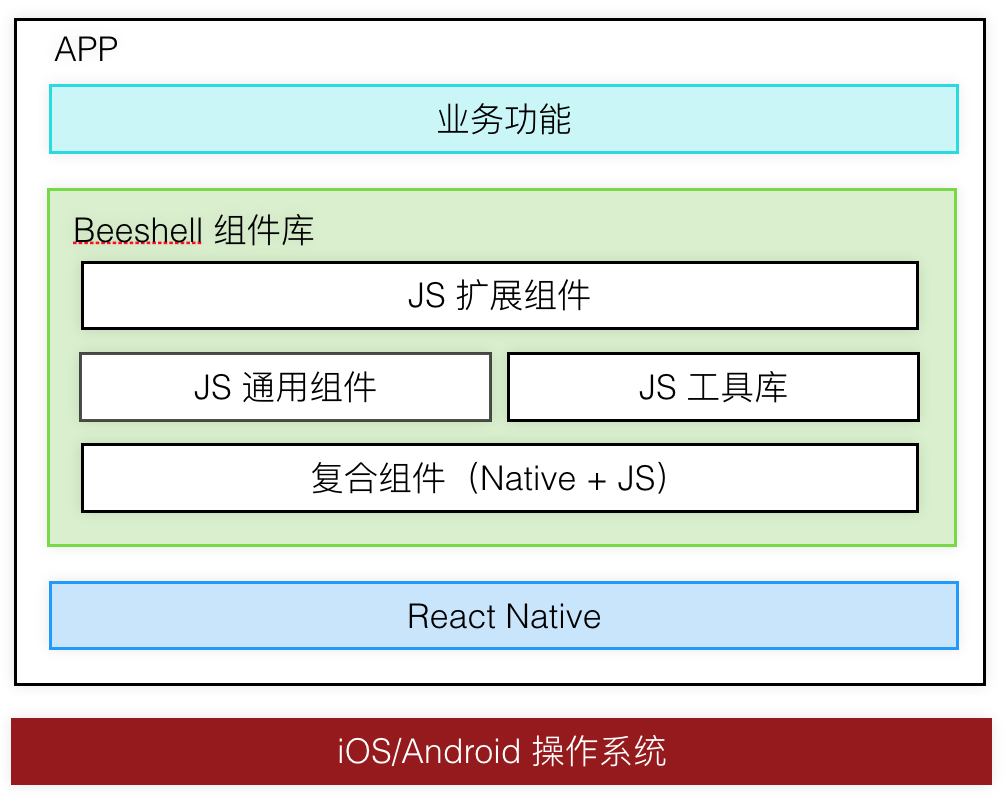 APP
业务功能
Beeshell 组件库
JS 扩展组件
JS 通用组件
JS 工具库
复合组件（Native + JS）
React Native
iOS/Android 操作系统